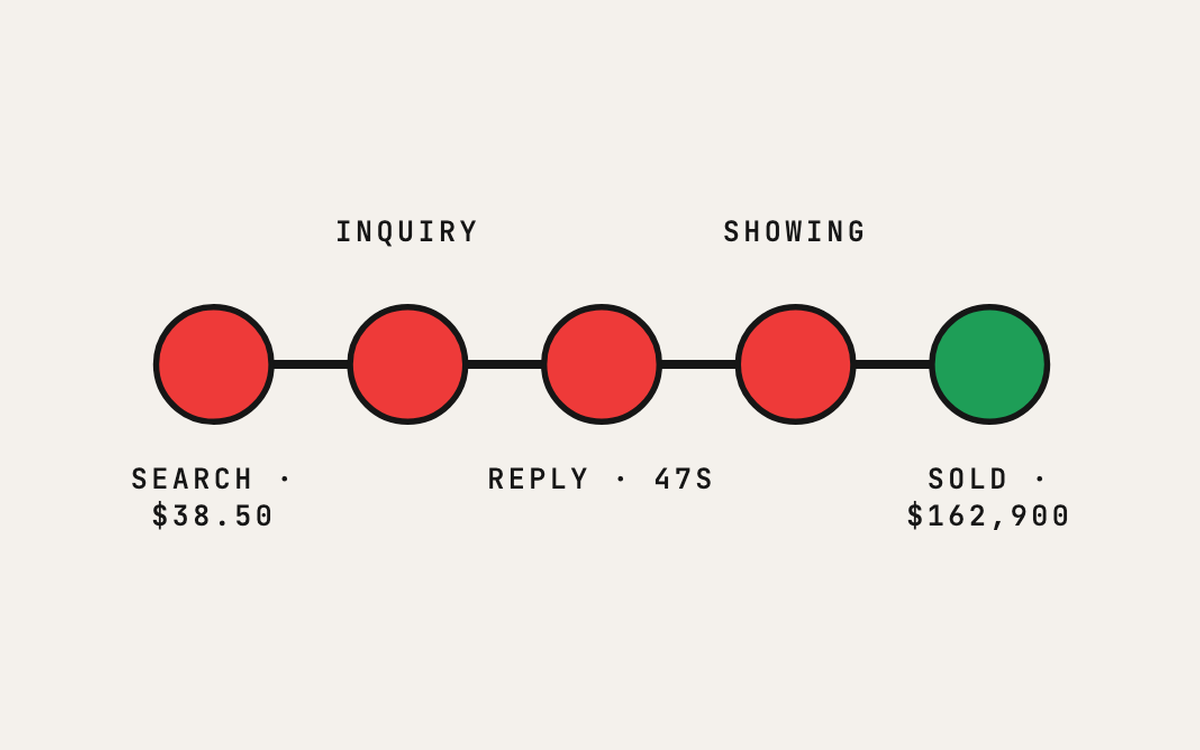 INQUIRY
SHOWING
SEARCH ·
$38.50
REPLY · 47S
SOLD ·
$162,900